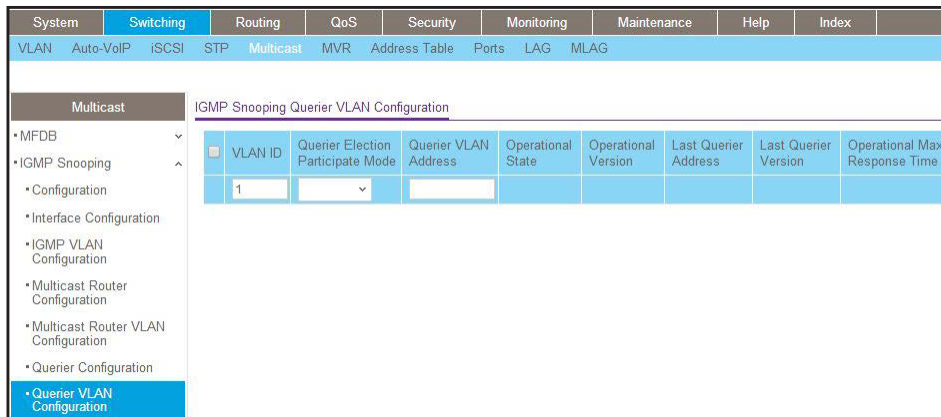 System Switching Routing QoS Security Monitoring Maintenance Help Index
VLAN Auto-VoIP iSCSI STP Multicast MVR Address Table Ports LAG MLAG
Multicast
MFDB
IGMP Snooping
Configuration
Interface Configuration
IGMP VLAN
Configuration
Multicast Router
Configuration
Multicast Router VLAN
Configuration
Querier Configuration
Querier VLAN
Configuration
IGMP Snooping Querier VLAN Configuration
VLAN ID
Querier Election
Participate Mode
Querier VLAN
Address
Operational
State
Operational
Version
Last Querier
Address
Last Querier
Version
Operational Max
Response Time
1